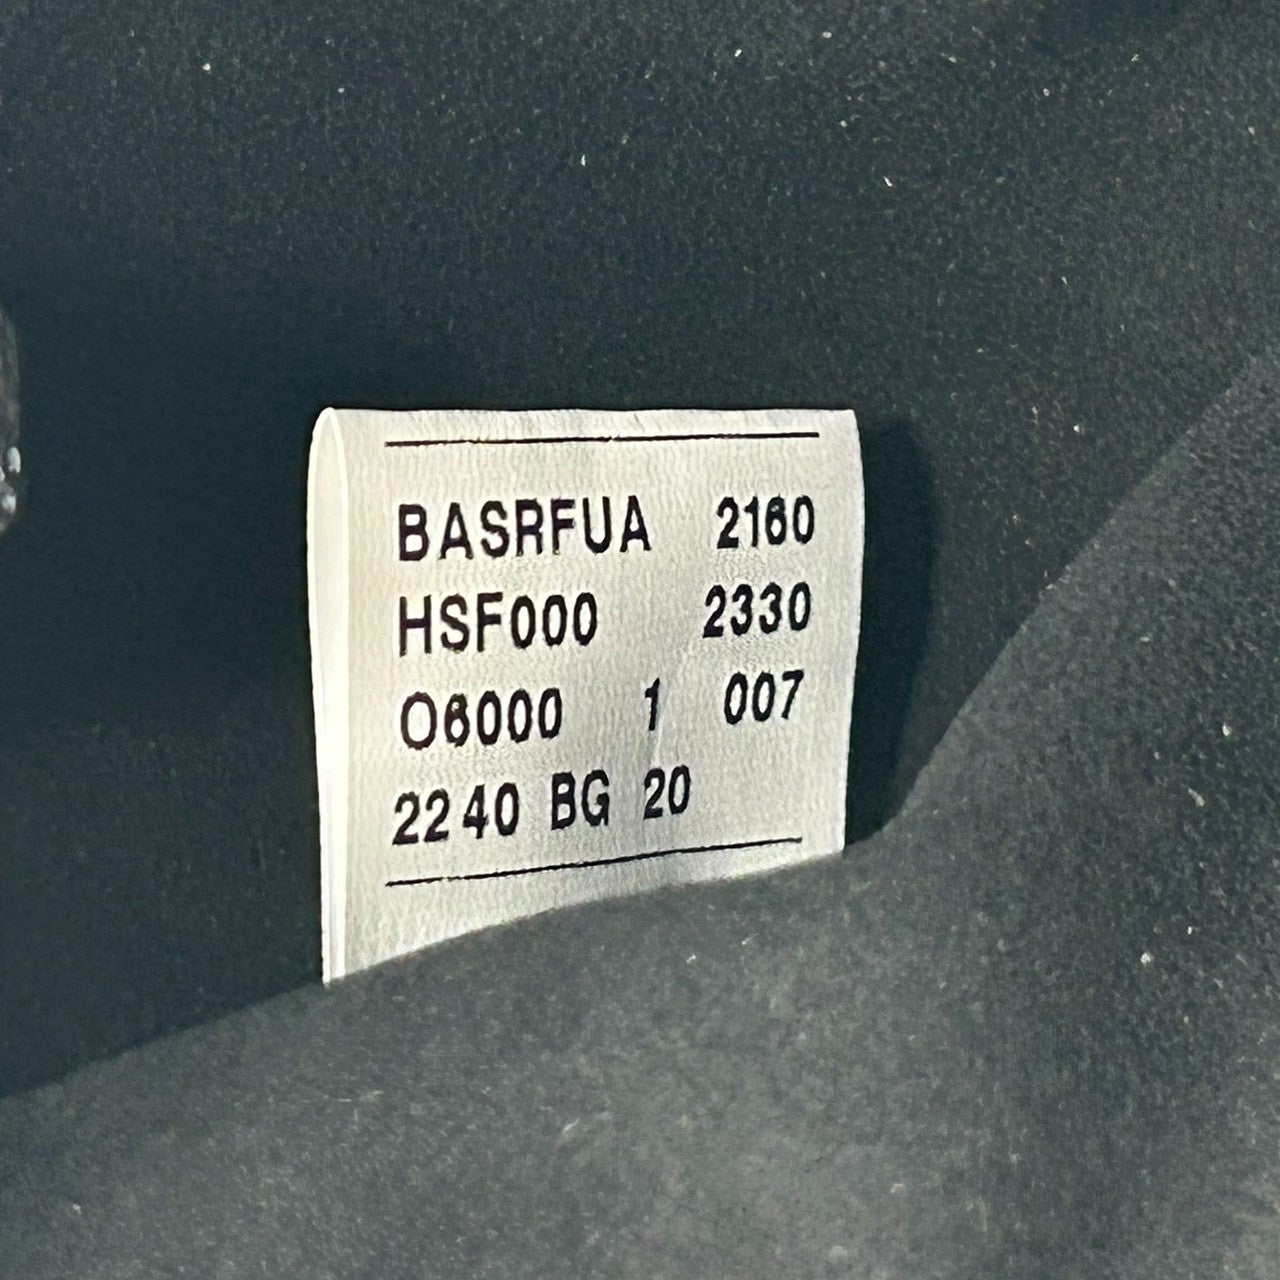 BASRFUA 2160
HSF000 2330
O6000 1 007
2240 BG 20